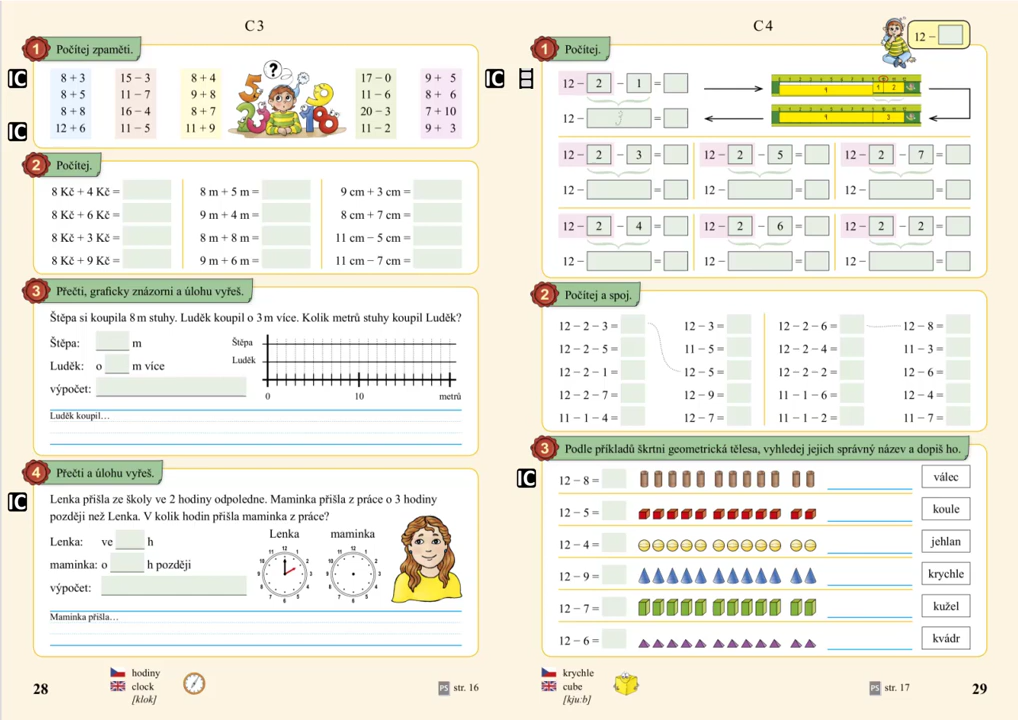 C 3
1 Počítej zpaměti.
8 + 3 15 − 3 8 + 4 17 − 0 9 + 5
8 + 5 11 − 7 9 + 8 11 − 6 8 + 6
8 + 8 16 − 4 8 + 7 20 − 3 7 + 10
12 + 6 11 − 5 11 + 9 11 − 2 9 + 3
2 Počítej.
8 Kč + 4 Kč = 8 m + 5 m = 9 cm + 3 cm =
8 Kč + 6 Kč = 9 m + 4 m = 8 cm + 7 cm =
8 Kč + 3 Kč = 8 m + 8 m = 11 cm − 5 cm =
8 Kč + 9 Kč = 9 m + 6 m = 11 cm − 7 cm =
3 Přečti, graficky znázorni a úlohu vyřeš.
Štěpa si koupila 8 m stuhy. Luděk koupil o 3 m více. Kolik metrů stuhy koupil Luděk?
Štěpa: m
Luděk: o m více
výpočet:
Štěpa
Luděk
0 10 metrů
Luděk koupil…
4 Přečti a úlohu vyřeš.
Lenka přišla ze školy ve 2 hodiny odpoledne. Maminka přišla z práce o 3 hodiny
později než Lenka. V kolik hodin přišla maminka z práce?
Lenka: ve h
maminka: o h později
výpočet:
Lenka maminka
Maminka přišla…
hodiny
clock
[klok]
28
PS str. 16
C 4
12 −
1 Počítej.
12 − 2 − 1 =
12 − 3 =
12 − 2 − 3 = 12 − 2 − 5 = 12 − 2 − 7 =
12 − = 12 − = 12 − =
12 − 2 − 4 = 12 − 2 − 6 = 12 − 2 − 2 =
12 − = 12 − = 12 − =
2 Počítej a spoj.
12 − 2 − 3 = 12 − 3 = 12 − 2 − 6 = 12 − 8 =
12 − 2 − 5 = 11 − 5 = 12 − 2 − 4 = 11 − 3 =
12 − 2 − 1 = 12 − 5 = 12 − 2 − 2 = 12 − 6 =
12 − 2 − 7 = 12 − 9 = 11 − 1 − 6 = 12 − 4 =
11 − 1 − 4 = 12 − 7 = 11 − 1 − 2 = 11 − 7 =
3 Podle příkladů škrtni geometrická tělesa, vyhledej jejich správný název a dopiš ho.
12 − 8 = válec
12 − 5 = koule
12 − 4 = jehlan
12 − 9 = krychle
12 − 7 = kužel
12 − 6 = kvádr
krychle
cube
[kju:b]
PS str. 17
29